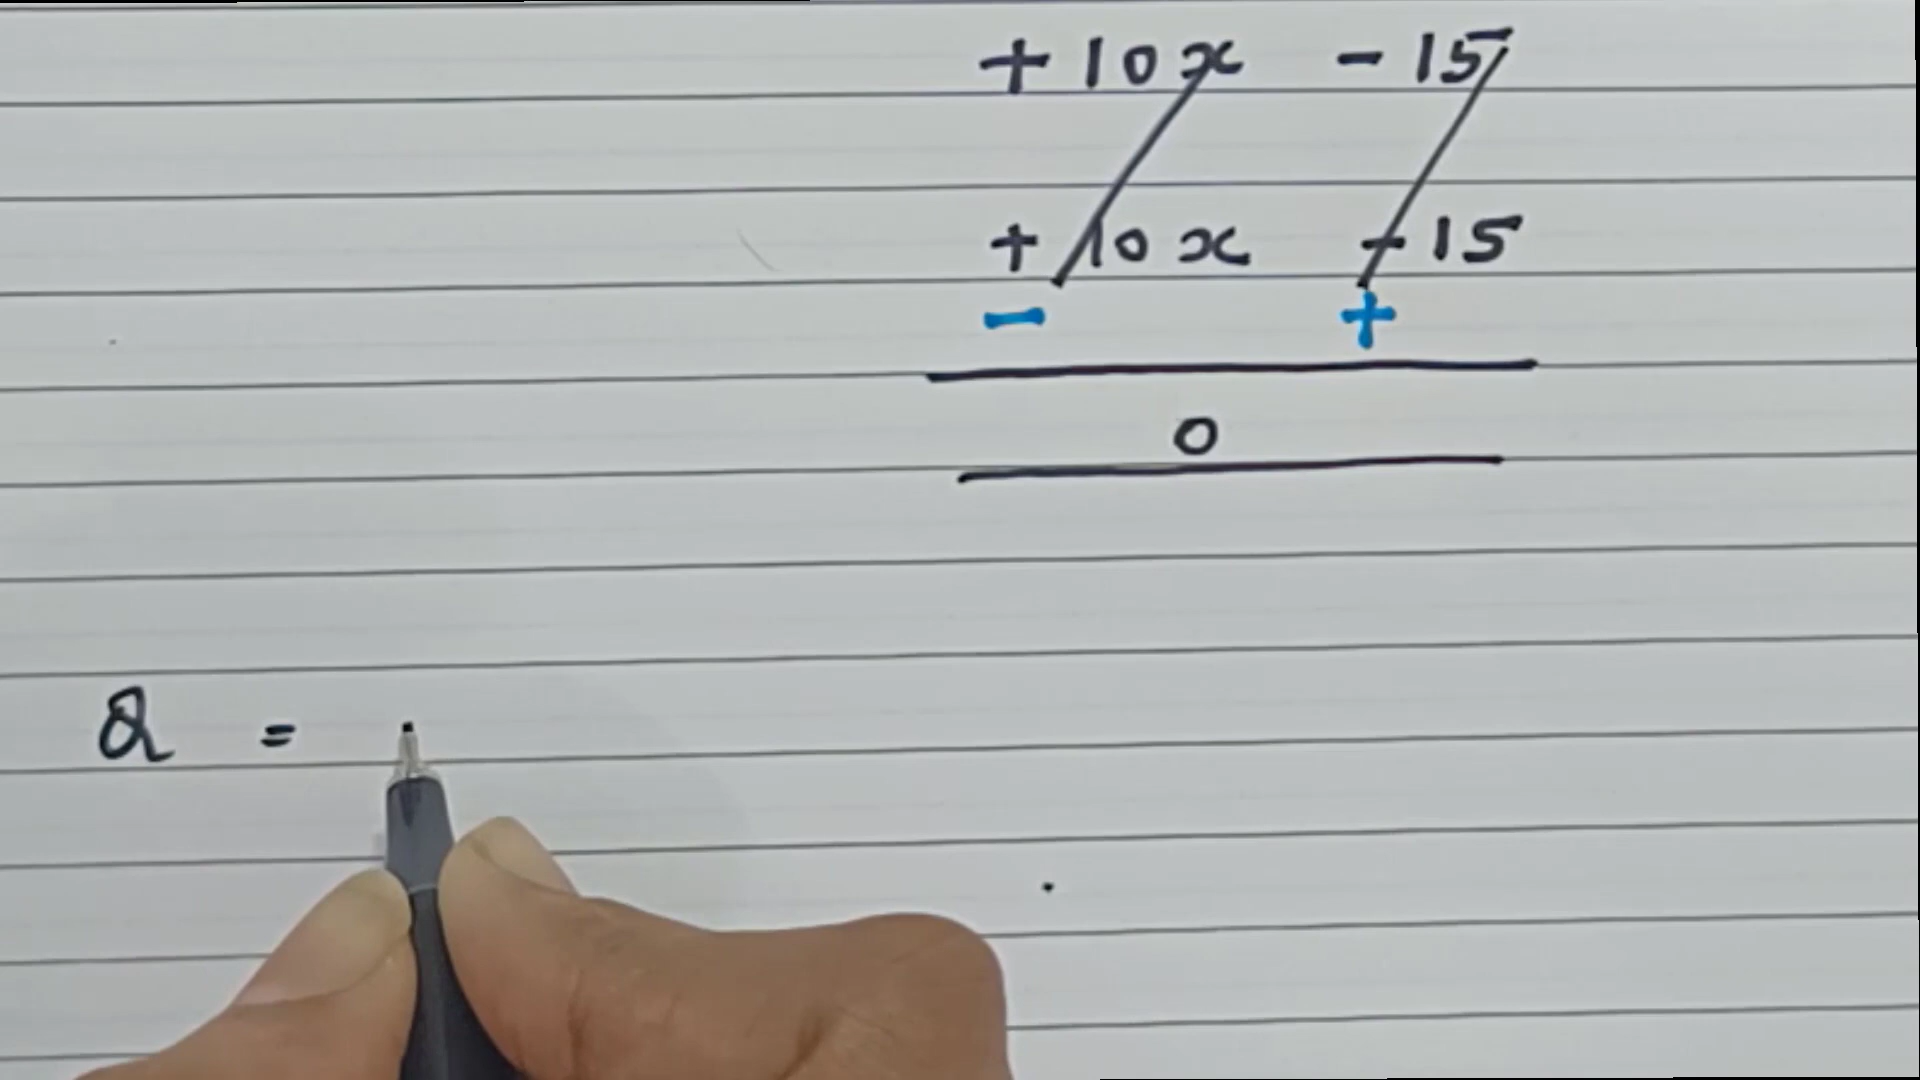 + 10x - 15
+ 10x - 15
- +
0
Q =